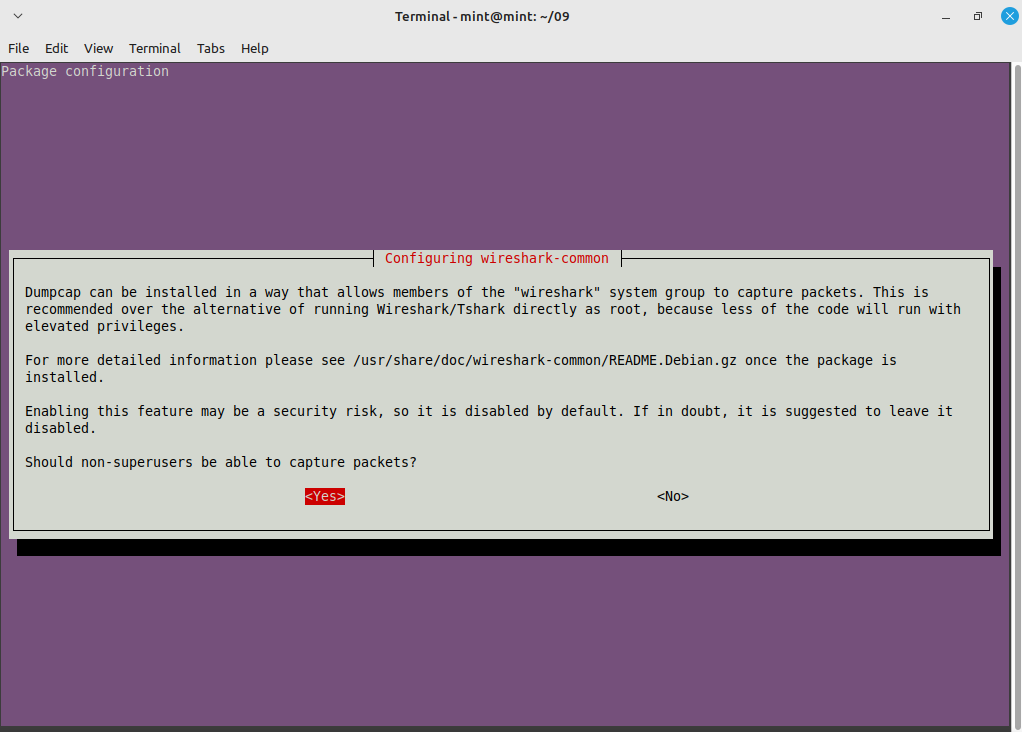 Terminal - mint@mint: ~/09
File Edit View Terminal Tabs Help
Package configuration
Configuring wireshark-common
Dumpcap can be installed in a way that allows members of the "wireshark" system group to capture packets. This is
recommended over the alternative of running Wireshark/Tshark directly as root, because less of the code will run with
elevated privileges.
For more detailed information please see /usr/share/doc/wireshark-common/README.Debian.gz once the package is
installed.
Enabling this feature may be a security risk, so it is disabled by default. If in doubt, it is suggested to leave it
disabled.
Should non-superusers be able to capture packets?
<Yes> <No>